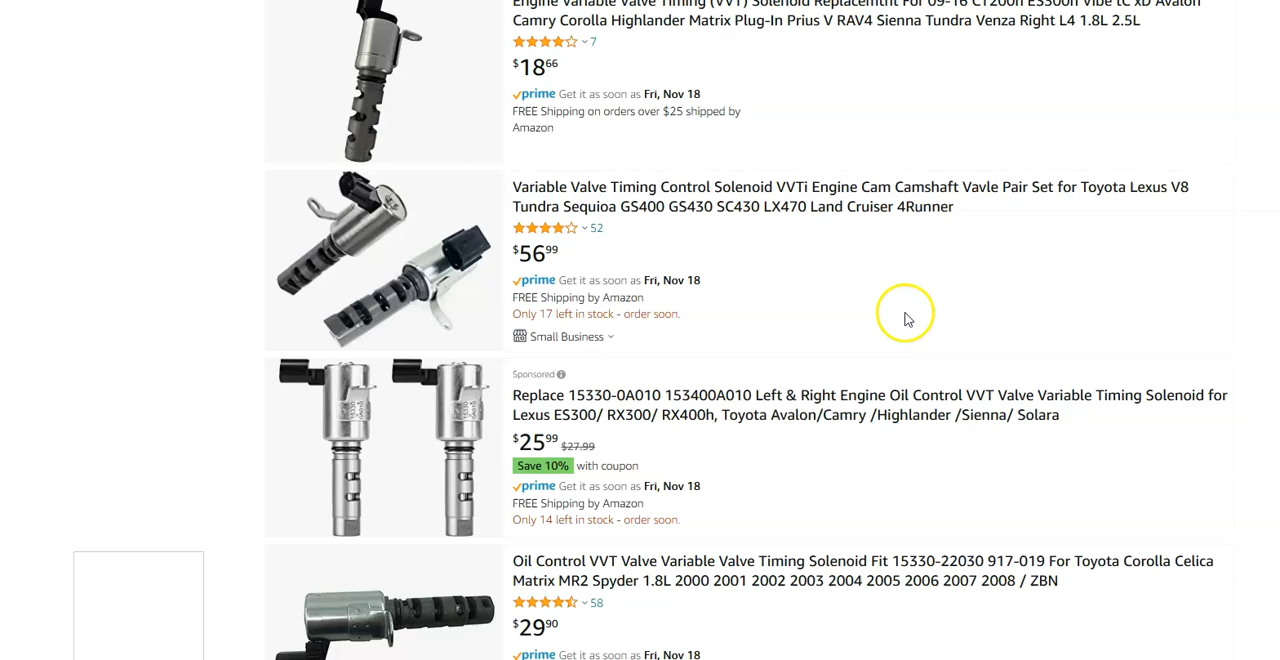 Engine Variable Valve Timing (VVT) Solenoid Replacemtnt For 09-16 CT200h ES300h Vibe tC xD Avalon
Camry Corolla Highlander Matrix Plug-In Prius V RAV4 Sienna Tundra Venza Right L4 1.8L 2.5L
7
$18 66
prime Get it as soon as Fri, Nov 18
FREE Shipping on orders over $25 shipped by
Amazon
Variable Valve Timing Control Solenoid VVTi Engine Cam Camshaft Vavle Pair Set for Toyota Lexus V8
Tundra Sequioa GS400 GS430 SC430 LX470 Land Cruiser 4Runner
52
$56 99
prime Get it as soon as Fri, Nov 18
FREE Shipping by Amazon
Only 17 left in stock - order soon.
Small Business
Sponsored
Replace 15330-0A010 153400A010 Left & Right Engine Oil Control VVT Valve Variable Timing Solenoid for
Lexus ES300/ RX300/ RX400h, Toyota Avalon/Camry /Highlander /Sienna/ Solara
$25 99 $27.99
Save 10% with coupon
prime Get it as soon as Fri, Nov 18
FREE Shipping by Amazon
Only 14 left in stock - order soon.
Oil Control VVT Valve Variable Valve Timing Solenoid Fit 15330-22030 917-019 For Toyota Corolla Celica
Matrix MR2 Spyder 1.8L 2000 2001 2002 2003 2004 2005 2006 2007 2008 / ZBN
58
$29 90
prime Get it as soon as Fri, Nov 18